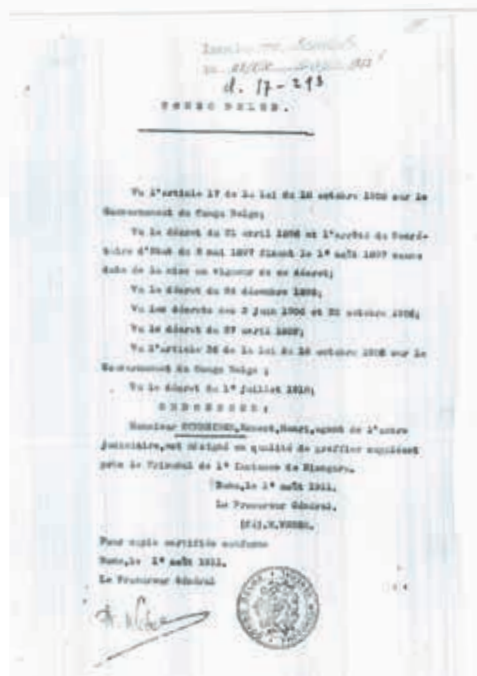 d. 17-293
CONGO BELGE.
Vu l'article 17 de la loi du 18 octobre 1908 sur le
Gouvernement du Congo Belge;
Vu le décret du 21 avril 1896 et l'arrêté du Secré-
taire d'Etat du 8 mai 1897 fixant le 1° août 1897 comme
date de la mise en vigueur de ce décret;
Vu le décret du décembre
Vu les décrets des 3 juin 1906 et 22 octobre 1906;
Vu le décret du 27 avril
Vu l'article 36 de la loi du 18 octobre 1908 sur le
Gouvernement du Congo Belge ;
Vu le décret du 1° juillet 1910;
ORDONNONS :
Monsieur Ernest, Henri, agent de l'ordre
judiciaire, est désigné en qualité de greffier suppléant
près le Tribunal de 1° Instance de Niangara.
Boma, le 1° août 1911.
Le Procureur Général,
Pour copie certifiée conforme
Boma, le 1° août 1911.
Le Procureur Général